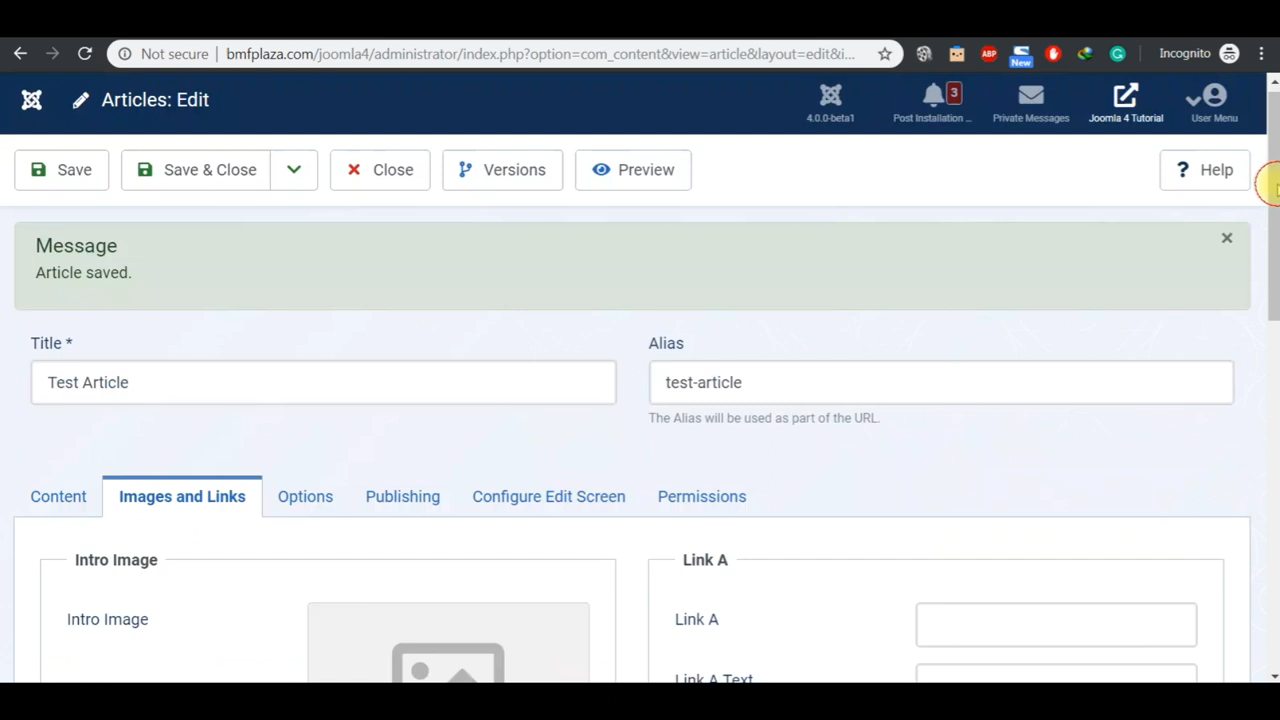 Not secure | bmfplaza.com/joomla4/administrator/index.php?option=com_content&view=article&layout=edit&i...
ABP
New
Incognito
Articles: Edit
3
4.0.0-beta1
Post Installation ...
Private Messages
Joomla 4 Tutorial
User Menu
Save
Save & Close
Close
Versions
Preview
? Help
Message
Article saved.
Title *
Alias
Test Article
test-article
The Alias will be used as part of the URL.
Content
Images and Links
Options
Publishing
Configure Edit Screen
Permissions
Intro Image
Link A
Intro Image
Link A
Link A Text